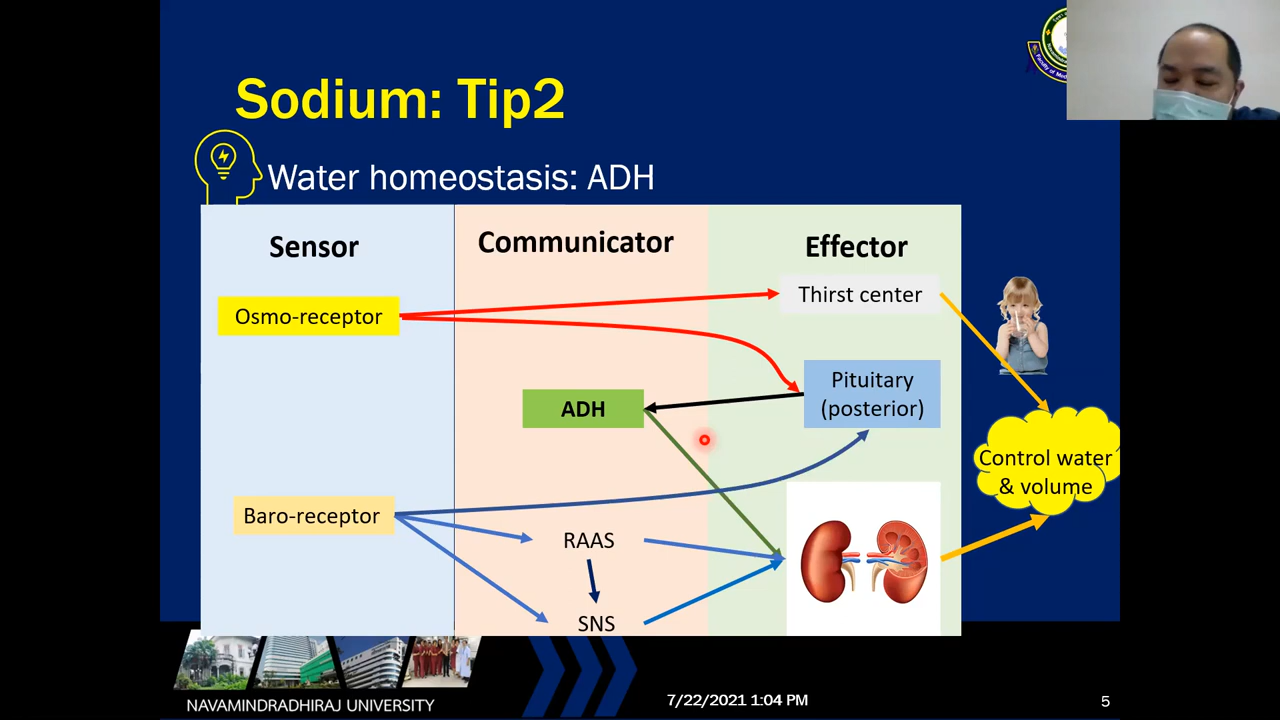 Sodium: Tip2
Water homeostasis: ADH
Sensor
Communicator
Effector
Osmo-receptor
Thirst center
ADH
Pituitary
(posterior)
Control water
& volume
Baro-receptor
RAAS
SNS
NAVAMINDRADHIRAJ UNIVERSITY
7/22/2021 1:04 PM
5